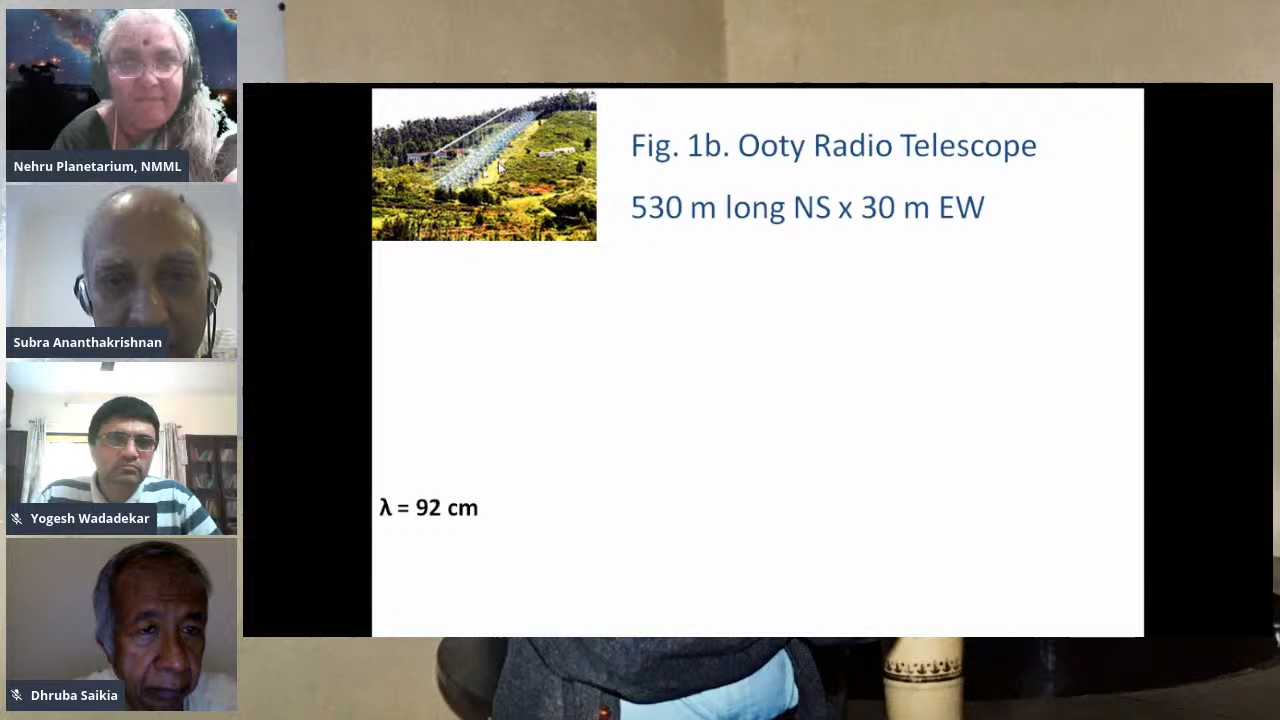 Nehru Planetarium, NMML
Subra Ananthakrishnan
Yogesh Wadadekar
Dhruba Saikia
Fig. 1b. Ooty Radio Telescope
530 m long NS x 30 m EW
λ = 92 cm